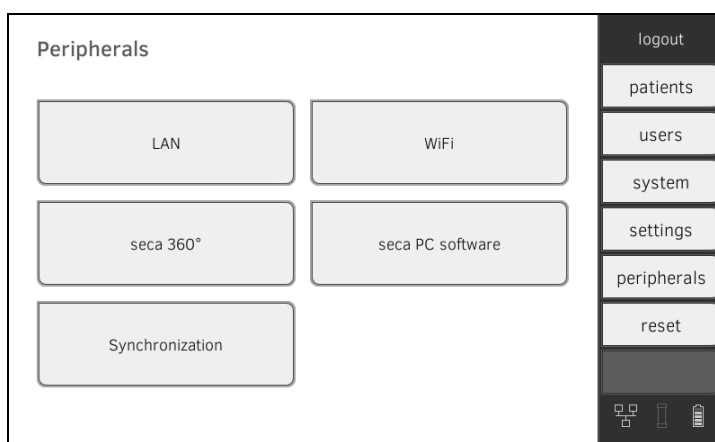 Peripherals
LAN
WiFi
seca 360°
seca PC software
Synchronization
logout
patients
users
system
settings
peripherals
reset